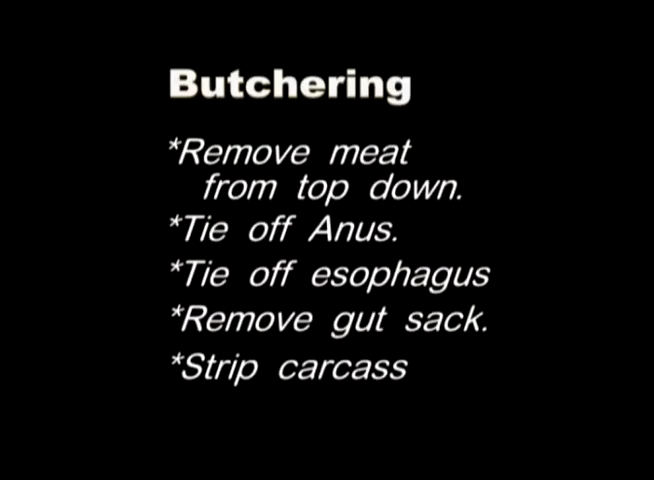 Butchering
*Remove meat
from top down.
*Tie off Anus.
*Tie off esophagus
*Remove gut sack.
*Strip carcass